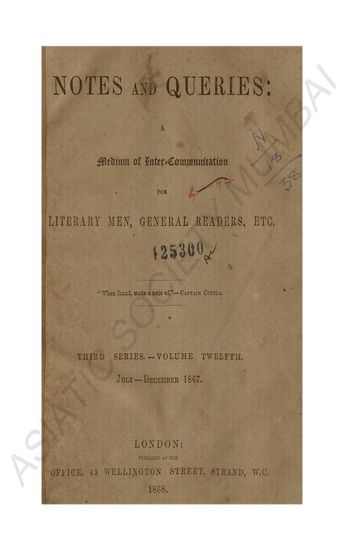 NOTES AND QUERIES:
A
Medium of Inter-Communication
FOR
LITERARY MEN, GENERAL READERS, ETC.
125300
"When found, make a note of."—CAPTAIN CUTTLE.
THIRD SERIES.—VOLUME TWELFTH.
JULY—DECEMBER 1867.
LONDON:
PUBLISHED AT THE
OFFICE, 43 WELLINGTON STREET, STRAND, W.C.
1868.
ASIATIC SOCIETY MUMBAI